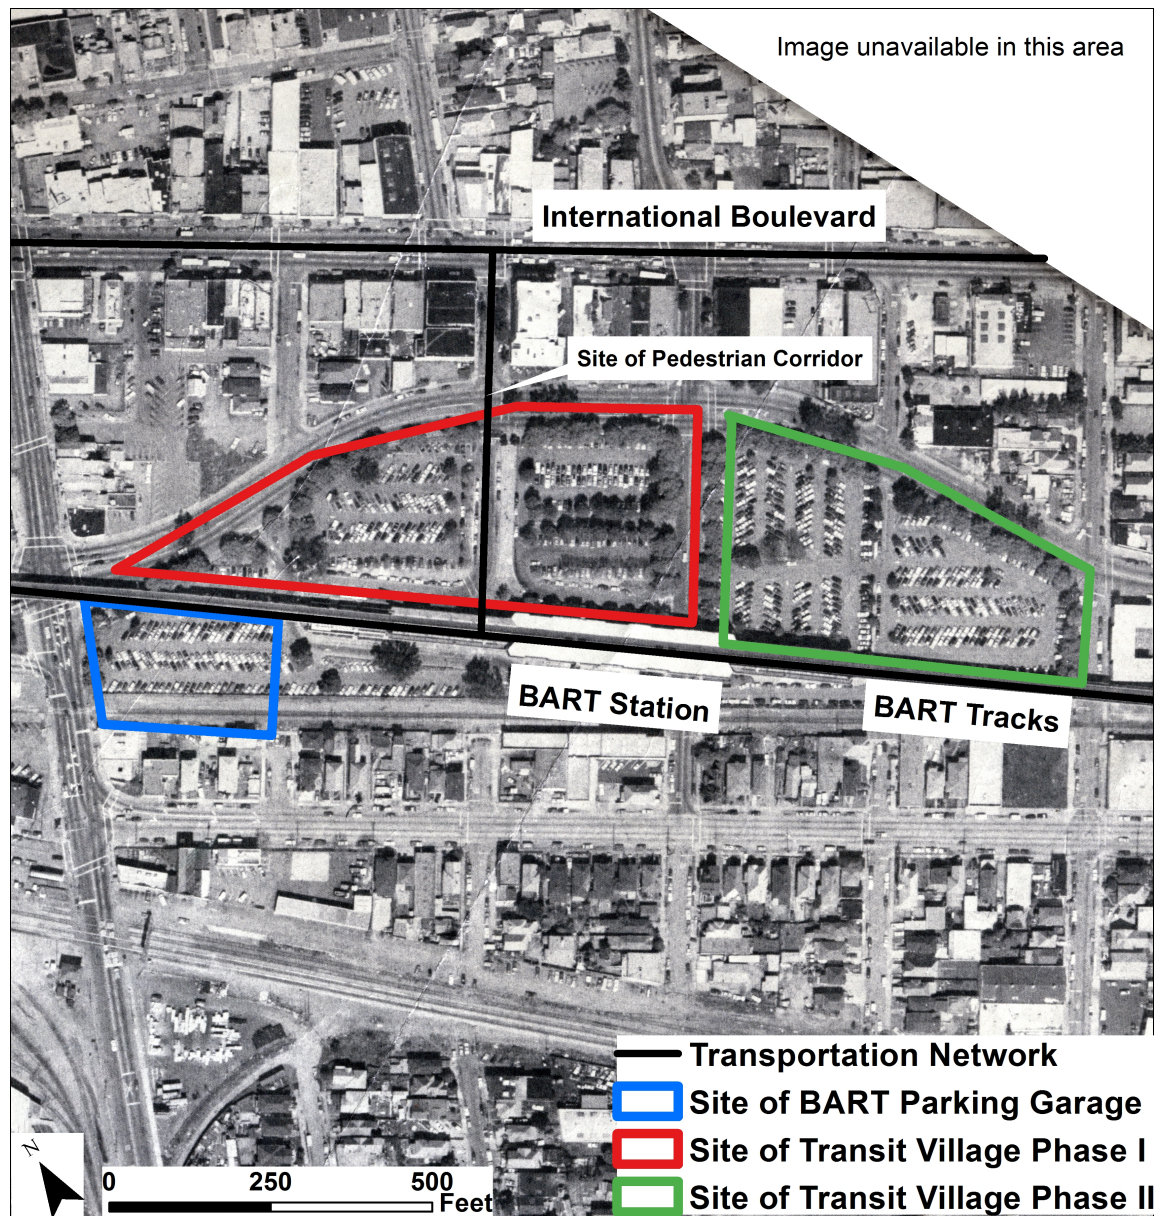 Image unavailable in this area
International Boulevard
Site of Pedestrian Corridor
BART Station
BART Tracks
Transportation Network
Site of BART Parking Garage
Site of Transit Village Phase I
Site of Transit Village Phase II
N
0 250 500
Feet